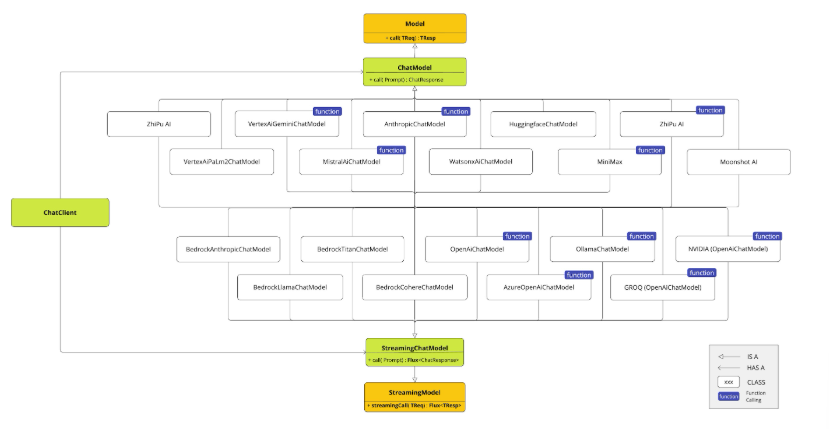 Model
+ call( TReq) : TResp
ChatModel
+ call( Prompt) : ChatResponse
function
function
function
ZhiPu AI
VertexAiGeminiChatModel
AnthropicChatModel
HuggingfaceChatModel
ZhiPu AI
function
function
VertexAiPaLm2ChatModel
MistralAiChatModel
WatsonxAiChatModel
MiniMax
Moonshot AI
ChatClient
function
function
function
BedrockAnthropicChatModel
BedrockTitanChatModel
OpenAiChatModel
OllamaChatModel
NVIDIA (OpenAiChatModel)
function
function
BedrockLlamaChatModel
BedrockCohereChatModel
AzureOpenAiChatModel
GROQ (OpenAiChatModel)
StreamingChatModel
+ call( Prompt) : Flux<ChatResponse>
StreamingModel
+ streamingCall( TReq) : Flux<TResp>
IS A
HAS A
xxx
CLASS
function
Function
Calling